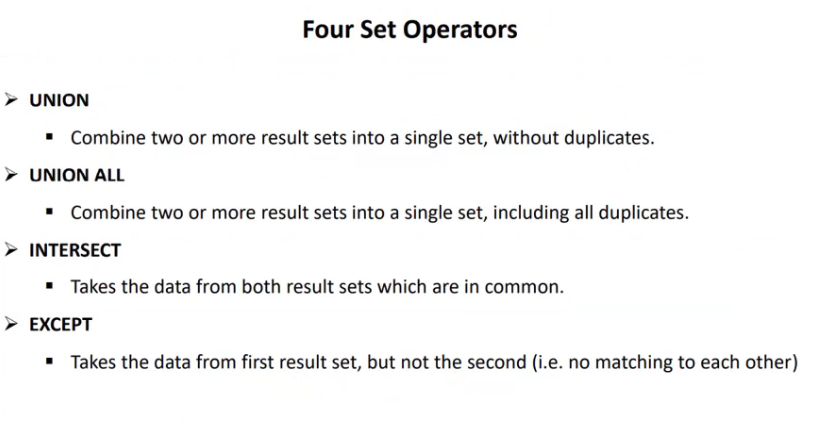 Four Set Operators
➢ UNION
▪ Combine two or more result sets into a single set, without duplicates.
➢ UNION ALL
▪ Combine two or more result sets into a single set, including all duplicates.
➢ INTERSECT
▪ Takes the data from both result sets which are in common.
➢ EXCEPT
▪ Takes the data from first result set, but not the second (i.e. no matching to each other)